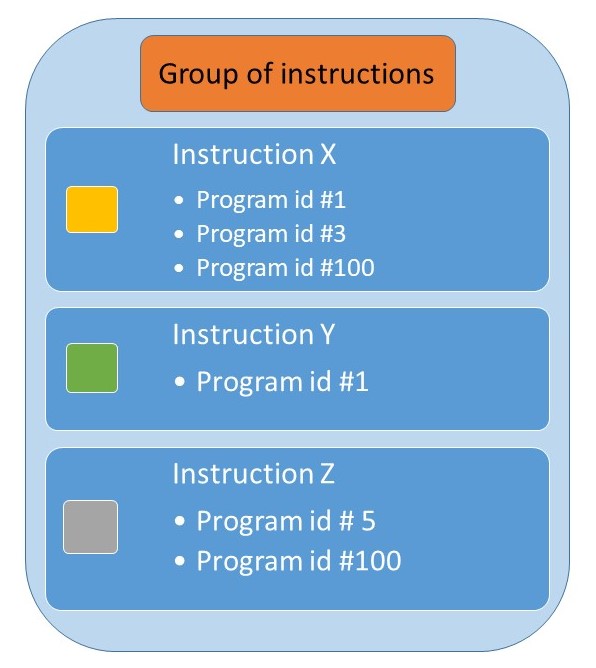 Group of instructions
Instruction X
• Program id #1
• Program id #3
• Program id #100
Instruction Y
• Program id #1
Instruction Z
• Program id # 5
• Program id #100